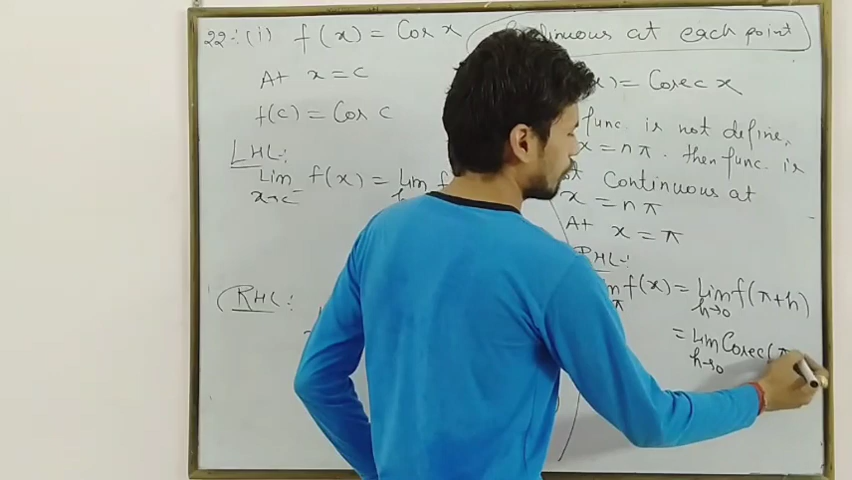 22:(i) f(x) = Cos x
At x = c
f(c) = Cos c
LHL:
Lim f(x) = Lim f
x→c⁻ h
RHL:
Continuous at each point
x) = Cosec x
func. is not define,
x = nπ. then func. is
Continuous at
x = nπ
At x = π
RHL:
f(x) = Lim f(π+h)
π h→0
= Lim Cosec(π
h→0